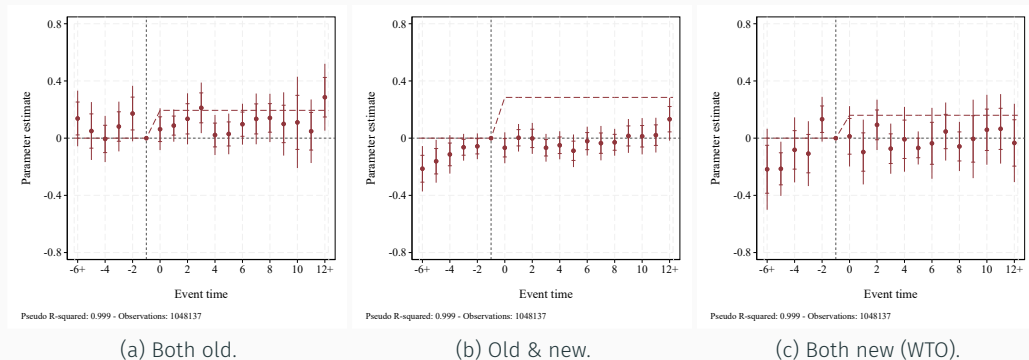 0.8
0.4
0
-0.4
-0.8
Parameter estimate
-6+ -4 -2 0 2 4 6 8 10 12+
Event time
Pseudo R-squared: 0.999 - Observations: 1048137
(a) Both old.
0.8
0.4
0
-0.4
-0.8
Parameter estimate
-6+ -4 -2 0 2 4 6 8 10 12+
Event time
Pseudo R-squared: 0.999 - Observations: 1048137
(b) Old & new.
0.8
0.4
0
-0.4
-0.8
Parameter estimate
-6+ -4 -2 0 2 4 6 8 10 12+
Event time
Pseudo R-squared: 0.999 - Observations: 1048137
(c) Both new (WTO).